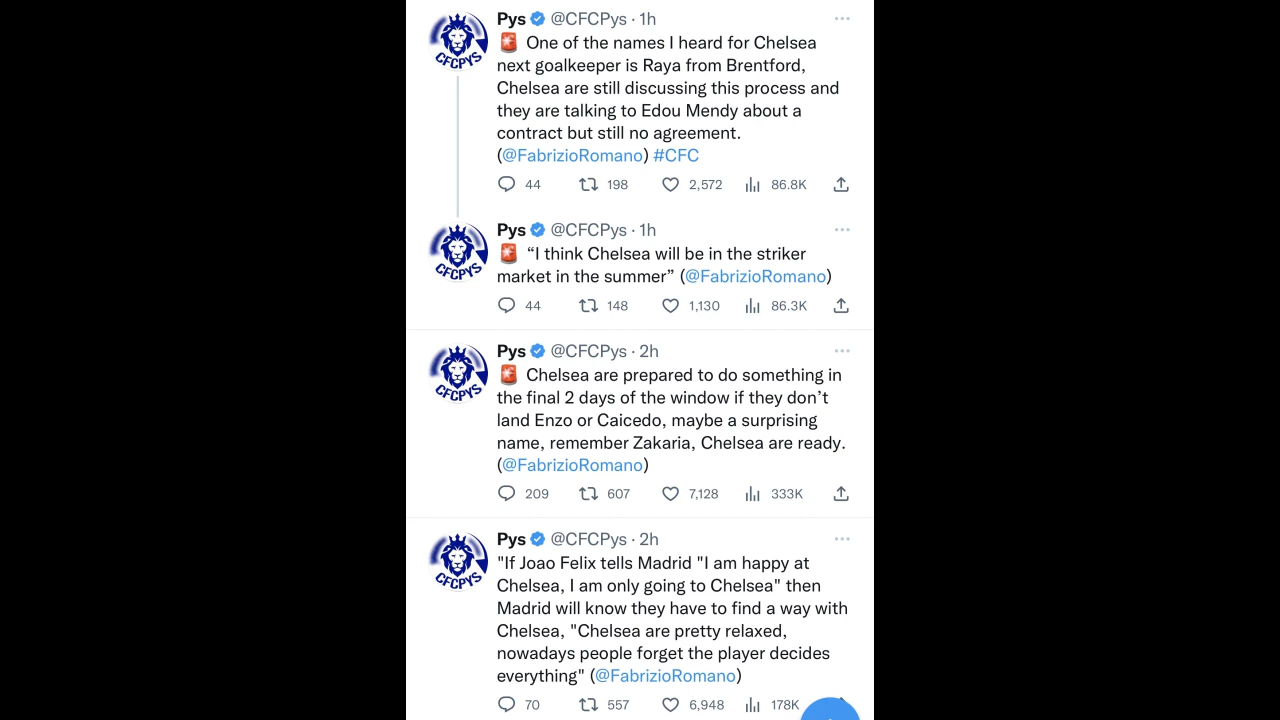 Pys @CFCPys · 1h
🚨 One of the names I heard for Chelsea
next goalkeeper is Raya from Brentford,
Chelsea are still discussing this process and
they are talking to Edou Mendy about a
contract but still no agreement.
(@FabrizioRomano) #CFC
44 198 2,572 86.8K
CFCPYS
Pys @CFCPys · 1h
🚨 “I think Chelsea will be in the striker
market in the summer” (@FabrizioRomano)
44 148 1,130 86.3K
CFCPYS
Pys @CFCPys · 2h
🚨 Chelsea are prepared to do something in
the final 2 days of the window if they don’t
land Enzo or Caicedo, maybe a surprising
name, remember Zakaria, Chelsea are ready.
(@FabrizioRomano)
209 607 7,128 333K
CFCPYS
Pys @CFCPys · 2h
"If Joao Felix tells Madrid "I am happy at
Chelsea, I am only going to Chelsea" then
Madrid will know they have to find a way with
Chelsea, "Chelsea are pretty relaxed,
nowadays people forget the player decides
everything" (@FabrizioRomano)
70 557 6,948 178K
CFCPYS